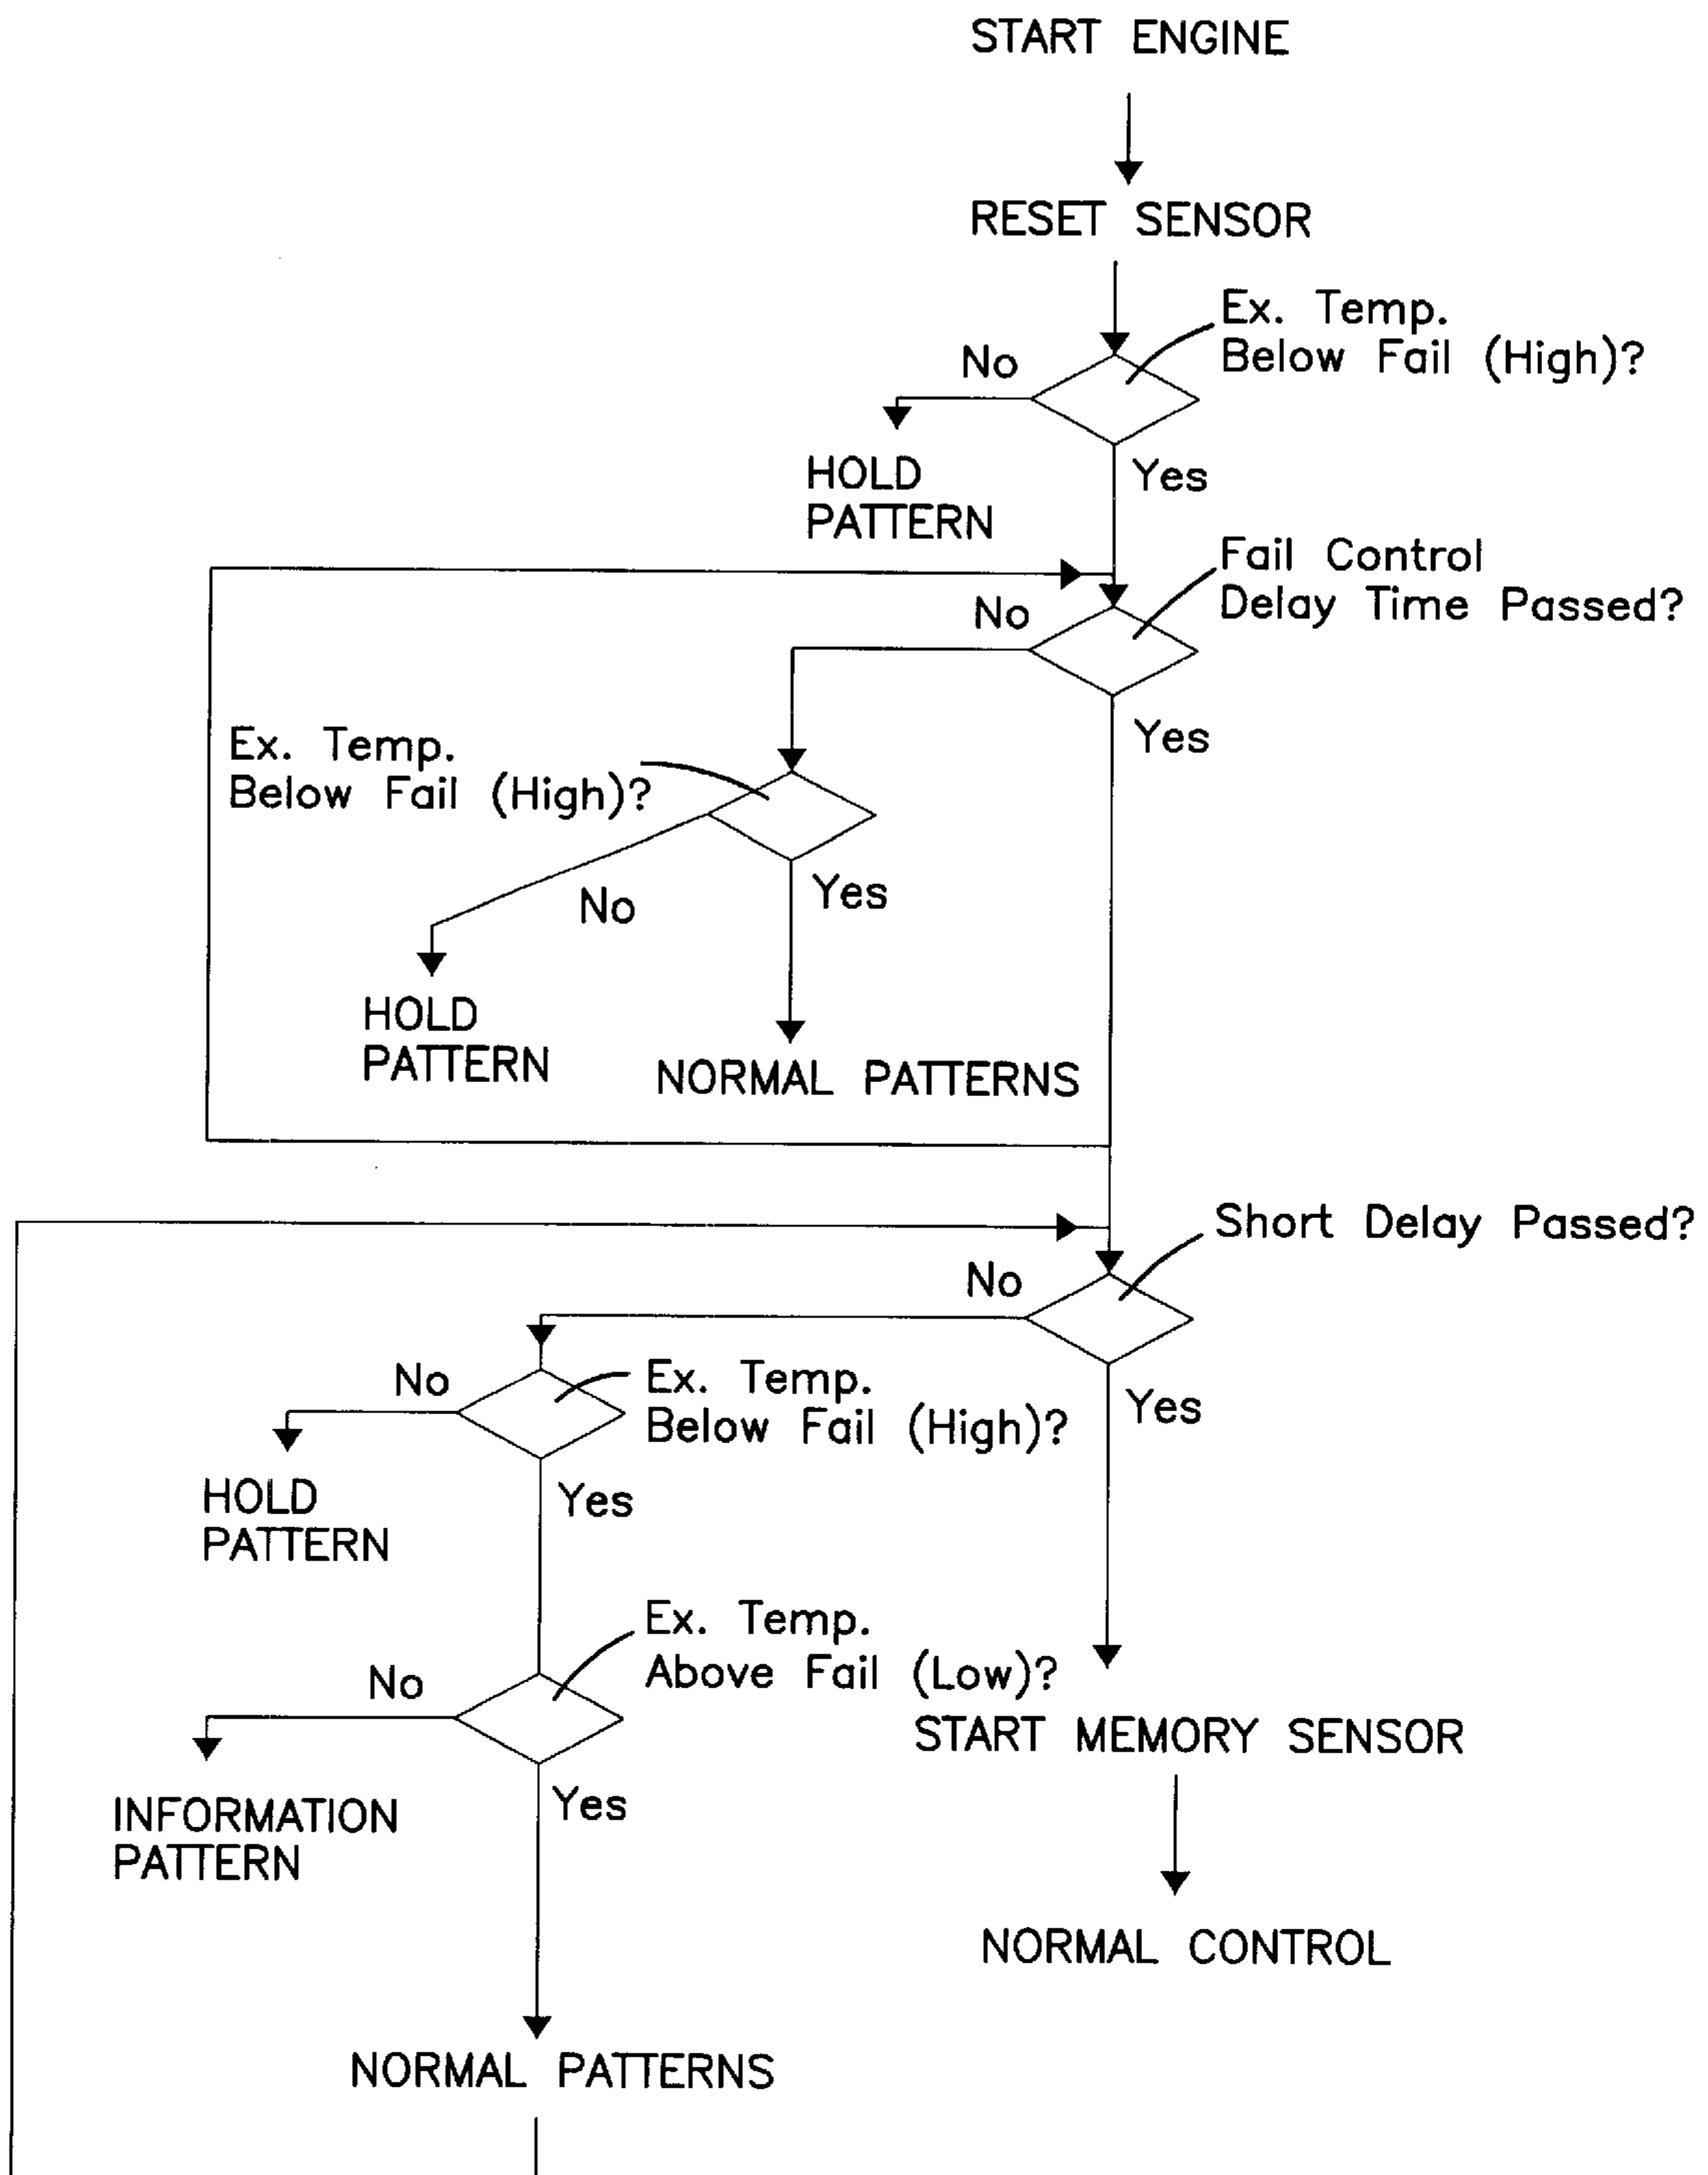 START ENGINE
RESET SENSOR
Ex. Temp.
Below Fail (High)?
No
HOLD
PATTERN
Yes
Fail Control
Delay Time Passed?
No
Yes
Ex. Temp.
Below Fail (High)?
No
Yes
HOLD
PATTERN
NORMAL PATTERNS
Short Delay Passed?
No
Yes
No
Ex. Temp.
Below Fail (High)?
HOLD
PATTERN
Yes
Ex. Temp.
Above Fail (Low)?
No
START MEMORY SENSOR
INFORMATION
PATTERN
Yes
NORMAL CONTROL
NORMAL PATTERNS